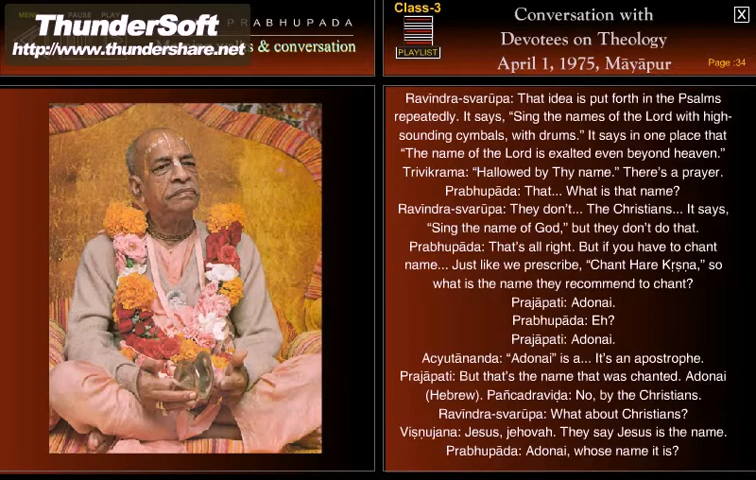 ThunderSoft
http://www.thundershare.net
PRABHUPADA
& conversation
Class-3
PLAYLIST
Conversation with
Devotees on Theology
April 1, 1975, Māyāpur
X
Page :34
Ravīndra-svarūpa: That idea is put forth in the Psalms
repeatedly. It says, “Sing the names of the Lord with high-
sounding cymbals, with drums.” It says in one place that
“The name of the Lord is exalted even beyond heaven.”
Trivikrama: “Hallowed by Thy name.” There’s a prayer.
Prabhupāda: That... What is that name?
Ravīndra-svarūpa: They don’t... The Christians... It says,
“Sing the name of God,” but they don’t do that.
Prabhupāda: That’s all right. But if you have to chant
name... Just like we prescribe, “Chant Hare Kṛṣṇa,” so
what is the name they recommend to chant?
Prajāpati: Adonai.
Prabhupāda: Eh?
Prajāpati: Adonai.
Acyutānanda: “Adonai” is a... It’s an apostrophe.
Prajāpati: But that’s the name that was chanted. Adonai
(Hebrew). Pañcadraviḍa: No, by the Christians.
Ravīndra-svarūpa: What about Christians?
Viṣṇujana: Jesus, jehovah. They say Jesus is the name.
Prabhupāda: Adonai, whose name it is?